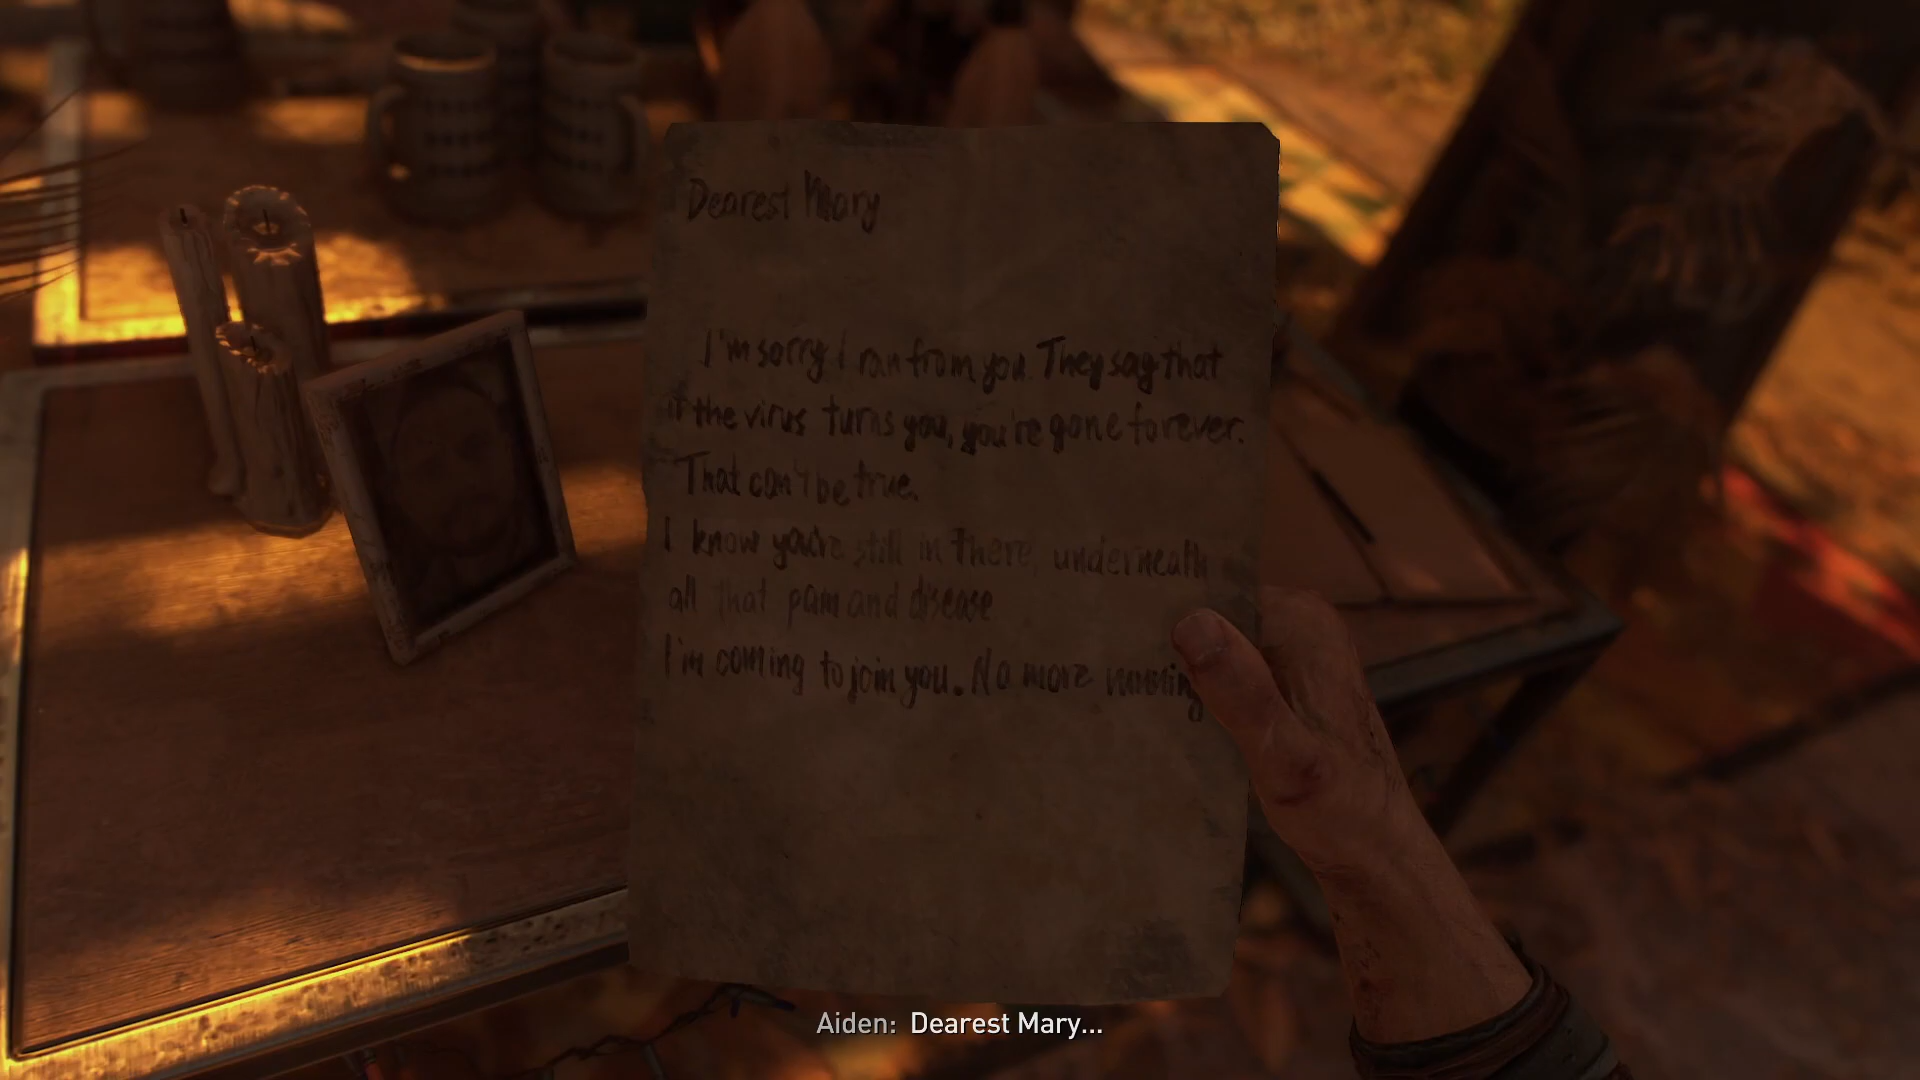 Dearest Mary
I'm sorry I ran from you. They say that
if the virus turns you, you're gone forever.
That can't be true.
I know you're still in there, underneath
all that pain and disease
I'm coming to join you. No more running
Aiden: Dearest Mary...